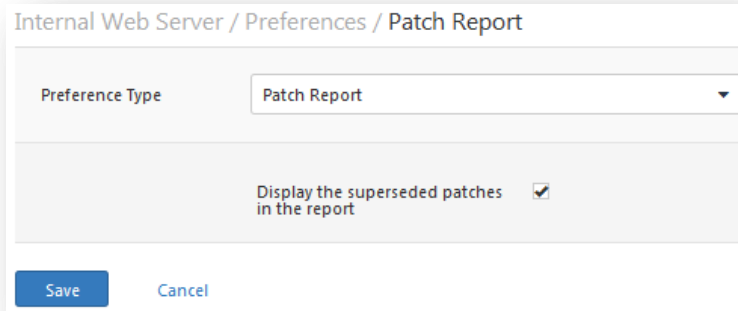 Internal Web Server / Preferences / Patch Report
Preference Type
Patch Report
Display the superseded patches
in the report
Save
Cancel